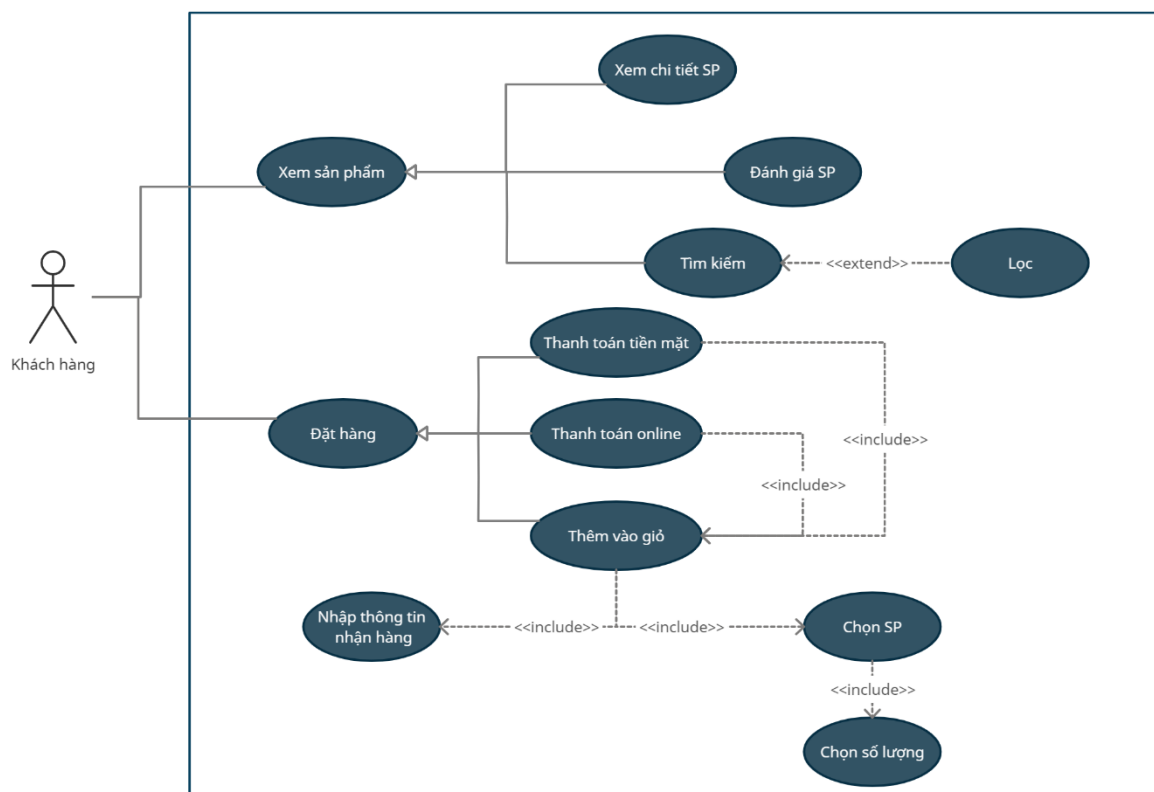 Xem chi tiết SP
Xem sản phẩm
Đánh giá SP
Tìm kiếm
<<extend>>
Lọc
Khách hàng
Thanh toán tiền mặt
Đặt hàng
Thanh toán online
<<include>>
<<include>>
Thêm vào giỏ
Nhập thông tin
nhận hàng
<<include>>
<<include>>
Chọn SP
<<include>>
Chọn số lượng